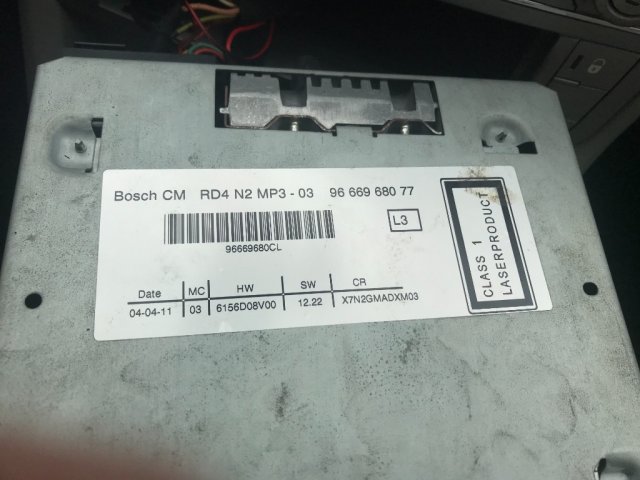 Bosch CM RD4 N2 MP3 - 03 96 669 680 77
L3
96669680CL
CLASS 1
LASERPRODUCT
Date MC HW SW CR
04-04-11 03 6156D08V00 12.22 X7N2GMADXM03